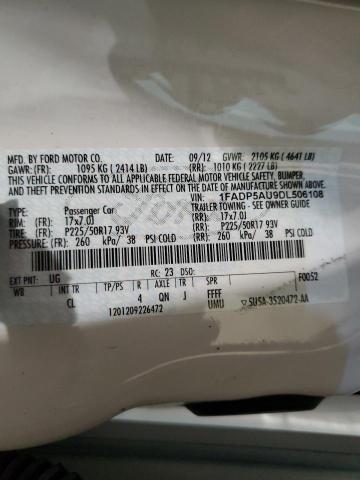 MFD. BY FORD MOTOR CO. 09/12 GVWR: 2105 KG (4641 LB)
GAWR: (FR): 1095 KG (2414 LB) (RR): 1010 KG (2227 LB)
THIS VEHICLE CONFORMS TO ALL APPLICABLE FEDERAL MOTOR VEHICLE SAFETY, BUMPER
AND THEFT PREVENTION STANDARDS IN EFFECT ON THE DATE OF MANUFACTURE SHOWN ABOVE.
VIN: 1FADP5AU9DL506108
TYPE: Passenger Car TRAILER TOWING - SEE OWNER GUIDE
RIM: (FR): 17x7.0J (RR): 17x7.0J
TIRES: (FR): P225/50R17 93V (RR): P225/50R17 93V
PRESSURE: (FR): 260 kPa/ 38 PSI COLD (RR): 260 kPa/ 38 PSI COLD
EXT PNT: UG RC: 23 DSO: F0052
WB INT TR TP/PS R AXLE TR SPR
CL 4 QN J FFFF
UMU 5U5A-3520472-AA
1201209226472